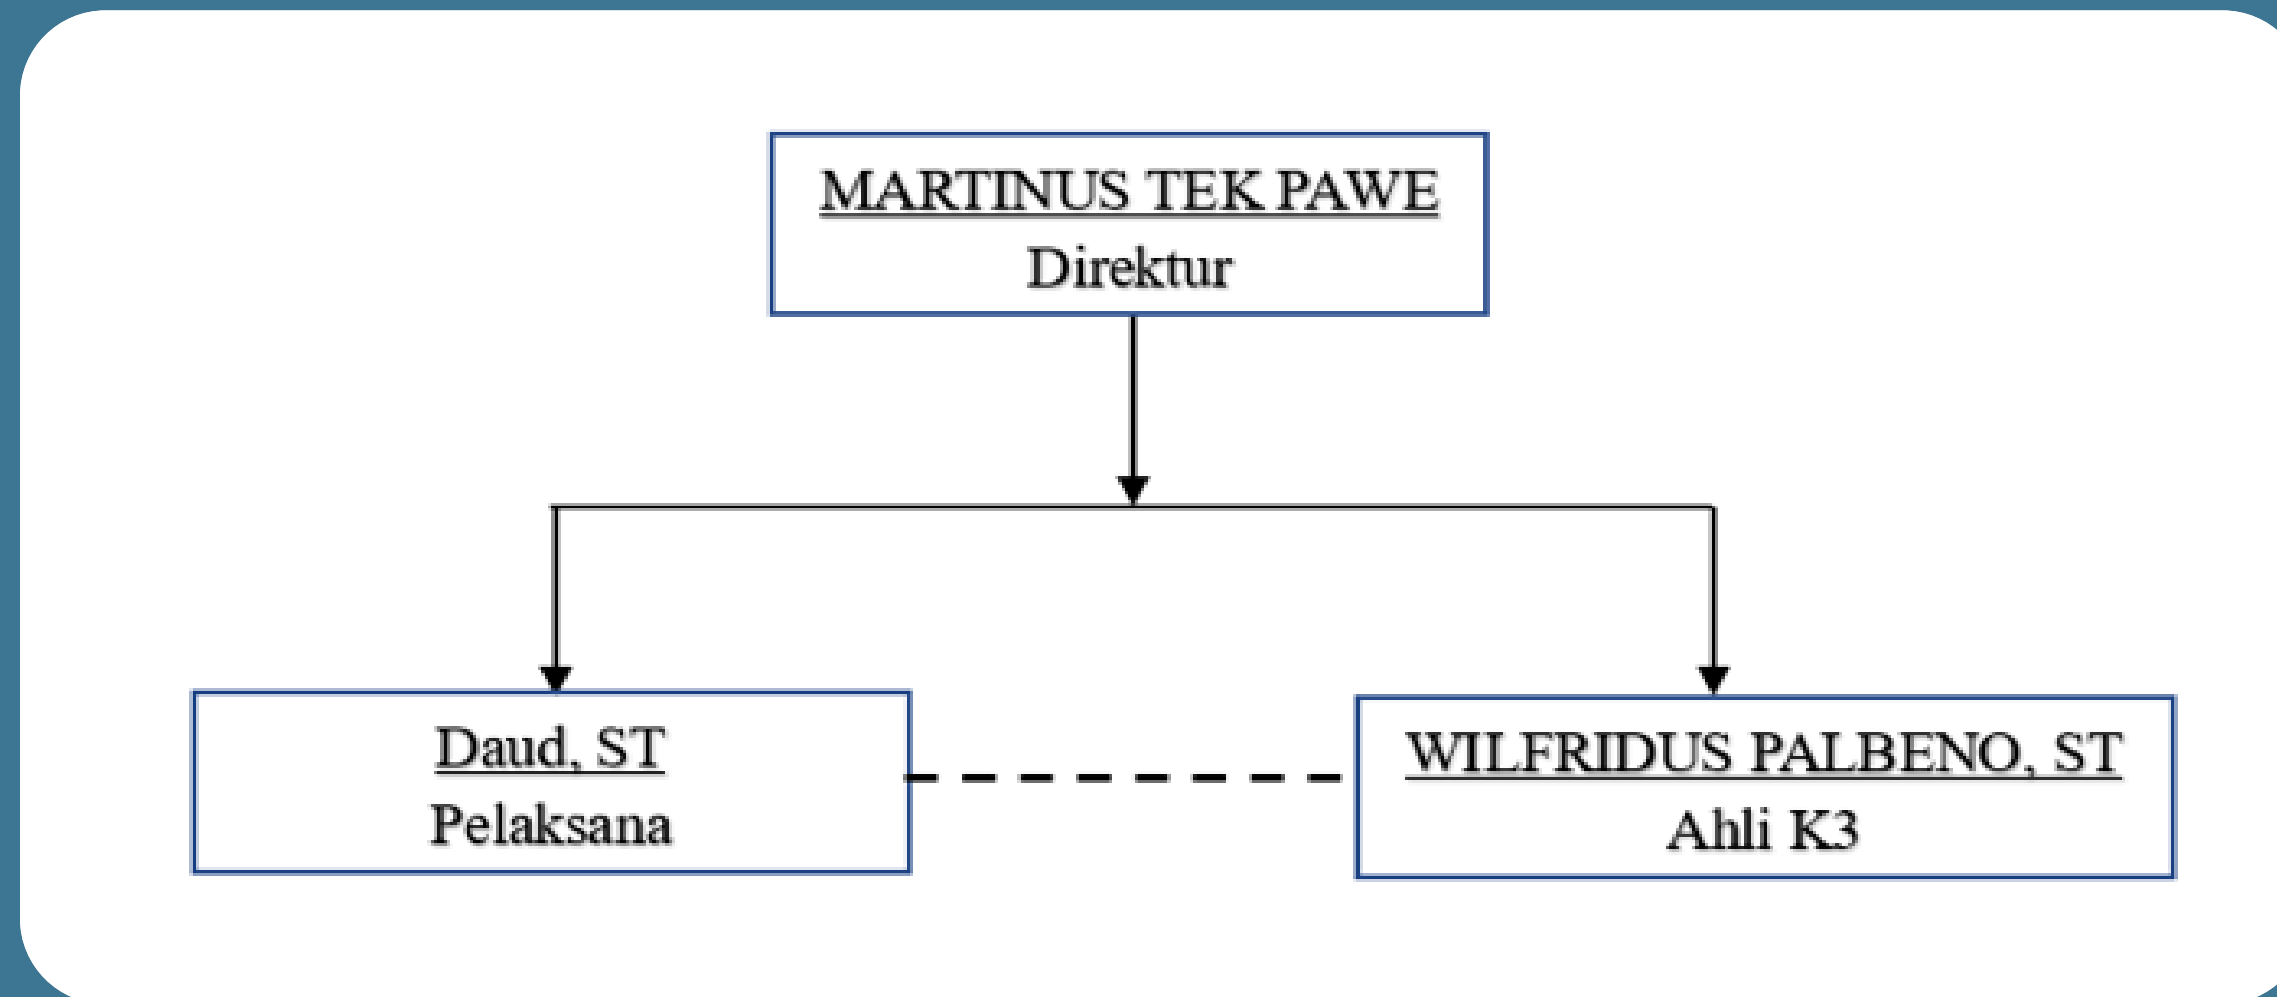 MARTINUS TEK PAWE
Direktur
Daud, ST
Pelaksana
WILFRIDUS PALBENO, ST
Ahli K3